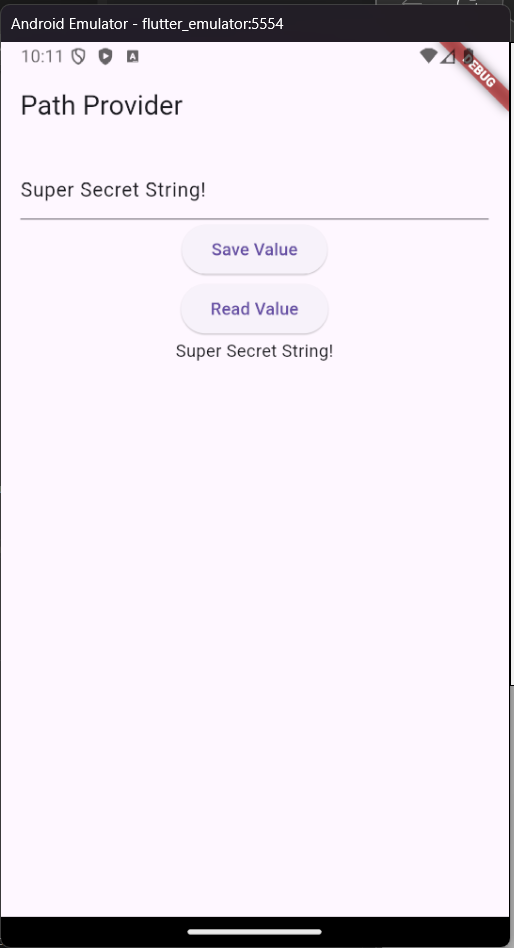 Android Emulator - flutter_emulator:5554
10:11
DEBUG
Path Provider
Super Secret String!
Save Value
Read Value
Super Secret String!